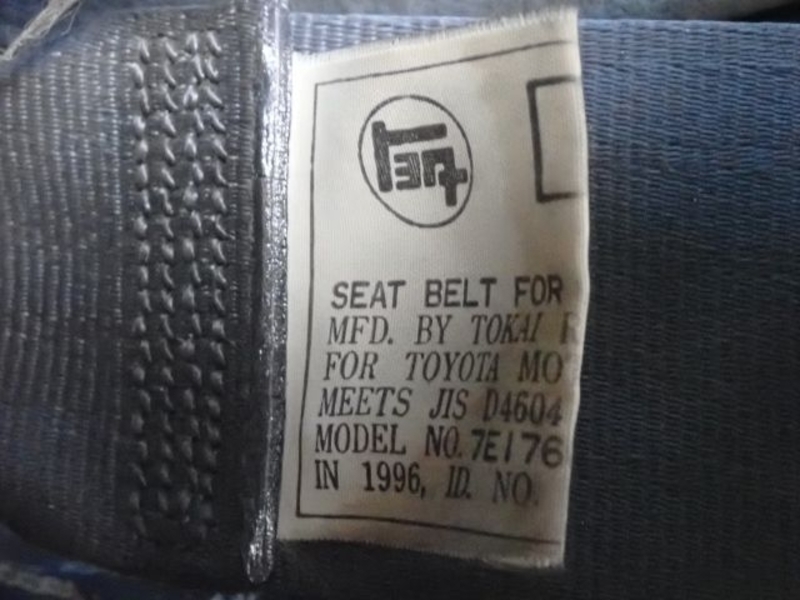 TEQ
SEAT BELT FOR
MFD. BY TOKAI R
FOR TOYOTA MO
MEETS JIS D4604
MODEL NO. 7E176
IN 1996, ID. NO.